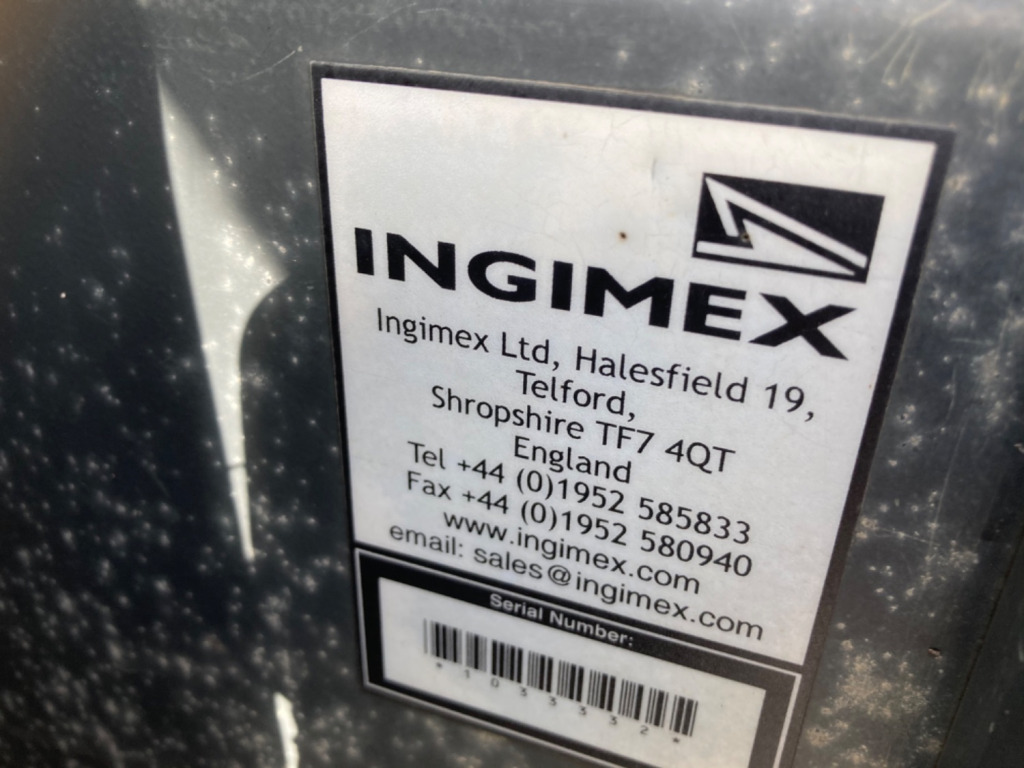 INGIMEX
Ingimex Ltd, Halesfield 19,
Telford,
Shropshire TF7 4QT
England
Tel +44 (0)1952 585833
Fax +44 (0)1952 580940
www.ingimex.com
email: sales@ingimex.com
Serial Number:
*103332*